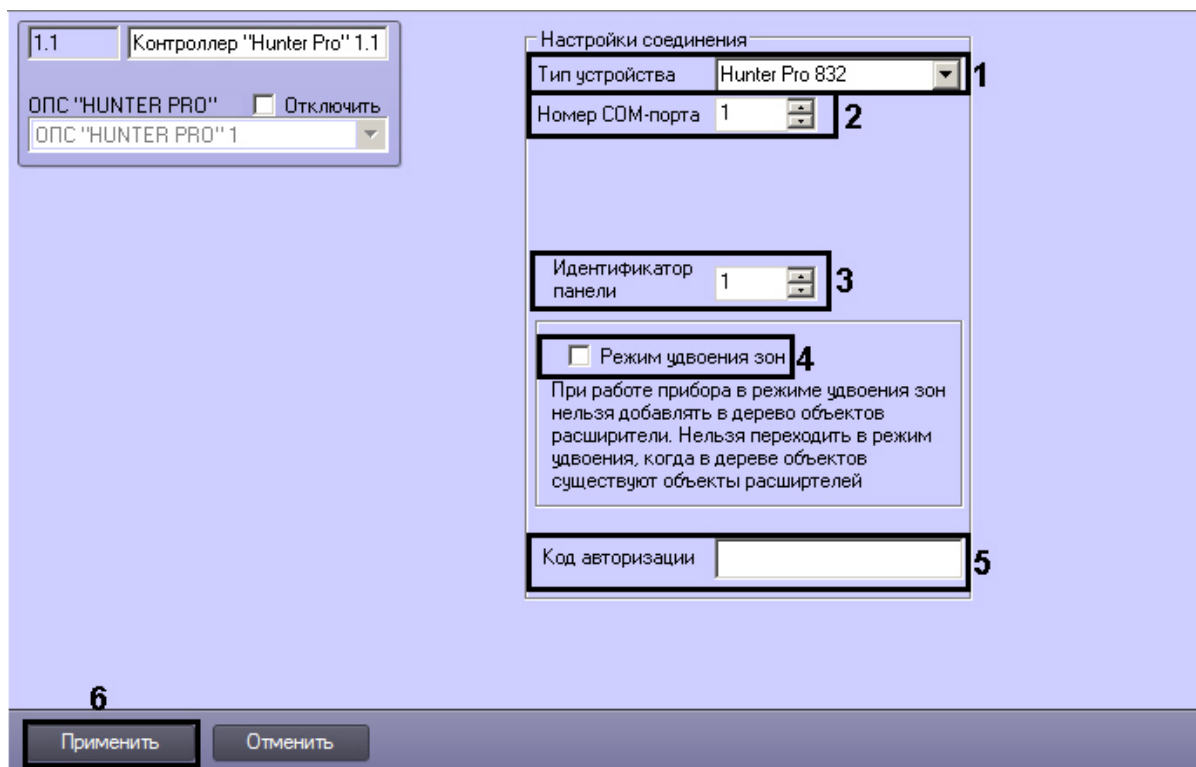 1.1 Контроллер "Hunter Pro" 1.1
ОПС "HUNTER PRO" Отключить
ОПС "HUNTER PRO" 1
Настройки соединения
Тип устройства Hunter Pro 832 1
Номер COM-порта 1 2
Идентификатор
панели 1 3
Режим удвоения зон 4
При работе прибора в режиме удвоения зон
нельзя добавлять в дерево объектов
расширители. Нельзя переходить в режим
удвоения, когда в дереве объектов
существуют объекты расширтелей
Код авторизации 5
6
Применить Отменить